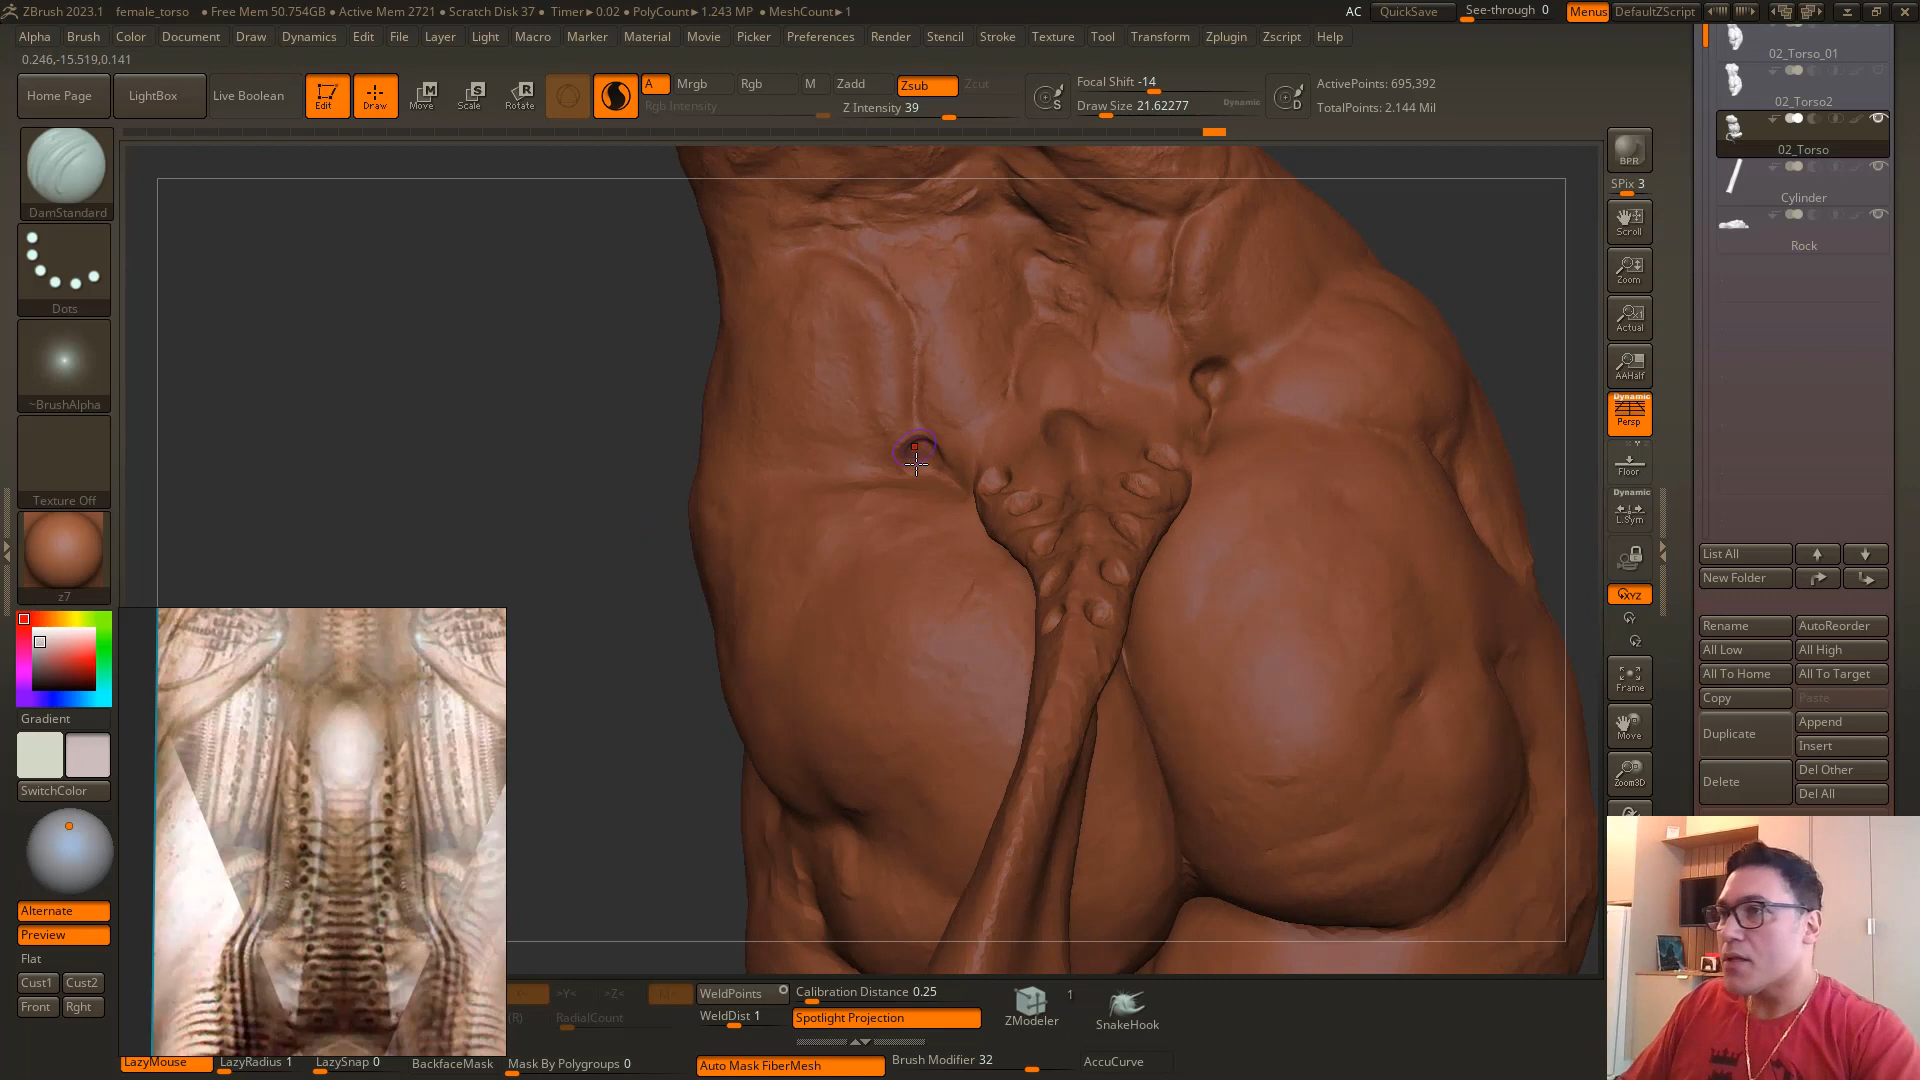 ZBrush 2023.1 female_torso ● Free Mem 50.754GB ● Active Mem 2721 ● Scratch Disk 37 ● Timer▸0.02 ● PolyCount▸1.243 MP ● MeshCount▸1 AC QuickSave See-through 0 Menus DefaultZScript
Alpha Brush Color Document Draw Dynamics Edit File Layer Light Macro Marker Material Movie Picker Preferences Render Stencil Stroke Texture Tool Transform Zplugin Zscript Help
0.246,-15.519,0.141
Home Page LightBox Live Boolean Edit Draw Move Scale Rotate A Mrgb Rgb M Zadd Zsub Zcut
Rgb Intensity Z Intensity 39
Focal Shift -14
Draw Size 21.62277 Dynamic
S D
ActivePoints: 695,392
TotalPoints: 2.144 Mil
DamStandard
Dots
~BrushAlpha
Texture Off
z7
Gradient
SwitchColor
Alternate
Preview
Flat
Cust1 Cust2
Front Rght
BPR
SPix 3
Scroll
Zoom
Actual
AAHalf
Dynamic
Persp
Floor
Dynamic
L.Sym
XYZ
Frame
Move
Zoom3D
02_Torso_01
02_Torso2
02_Torso
Cylinder
Rock
List All
New Folder
Rename AutoReorder
All Low All High
All To Home All To Target
Copy Paste
Duplicate Append
Insert
Delete Del Other
Del All
>Y< >Z<
(R) RadialCount
WeldPoints
WeldDist 1
Calibration Distance 0.25
Spotlight Projection
ZModeler
1
SnakeHook
LazyMouse LazyRadius 1 LazySnap 0 BackfaceMask Mask By Polygroups 0 Auto Mask FiberMesh Brush Modifier 32 AccuCurve